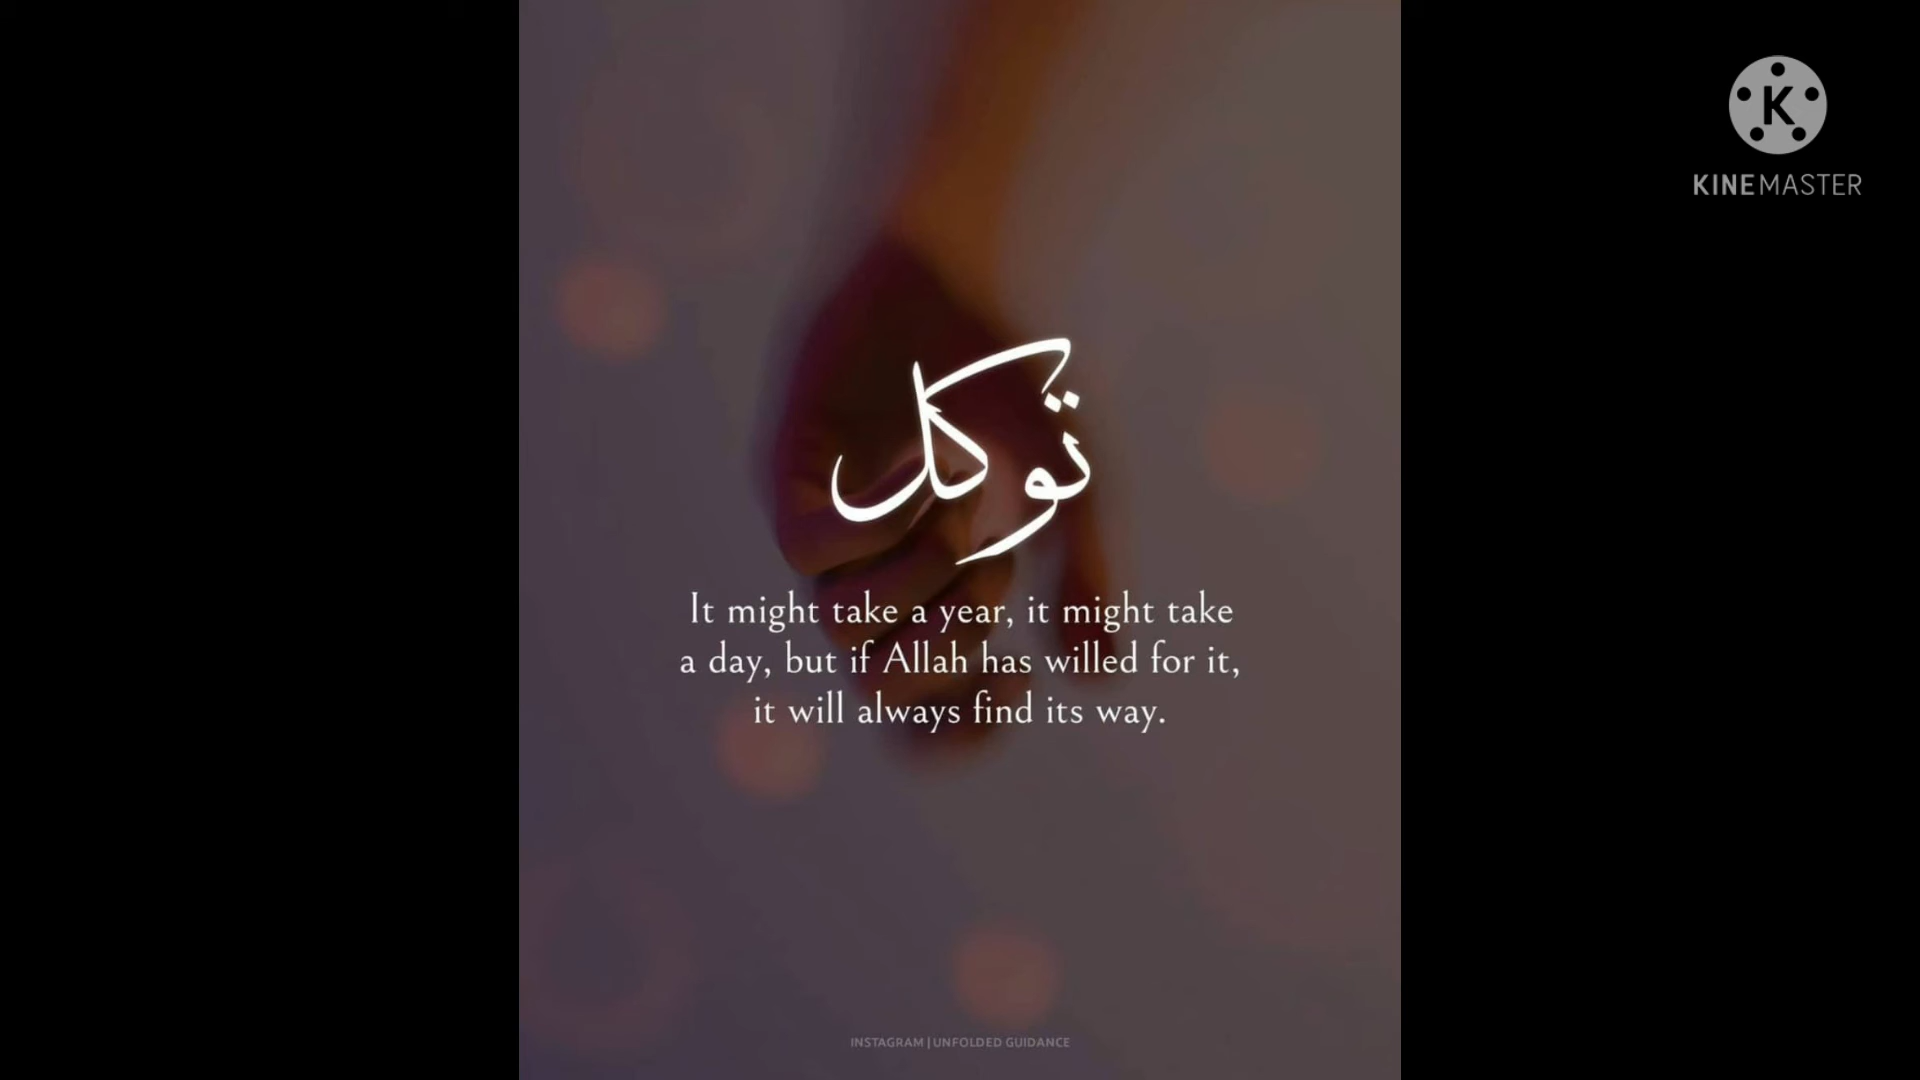 KINEMASTER
توكل
It might take a year, it might take
a day, but if Allah has willed for it,
it will always find its way.
INSTAGRAM | UNFOLDED GUIDANCE